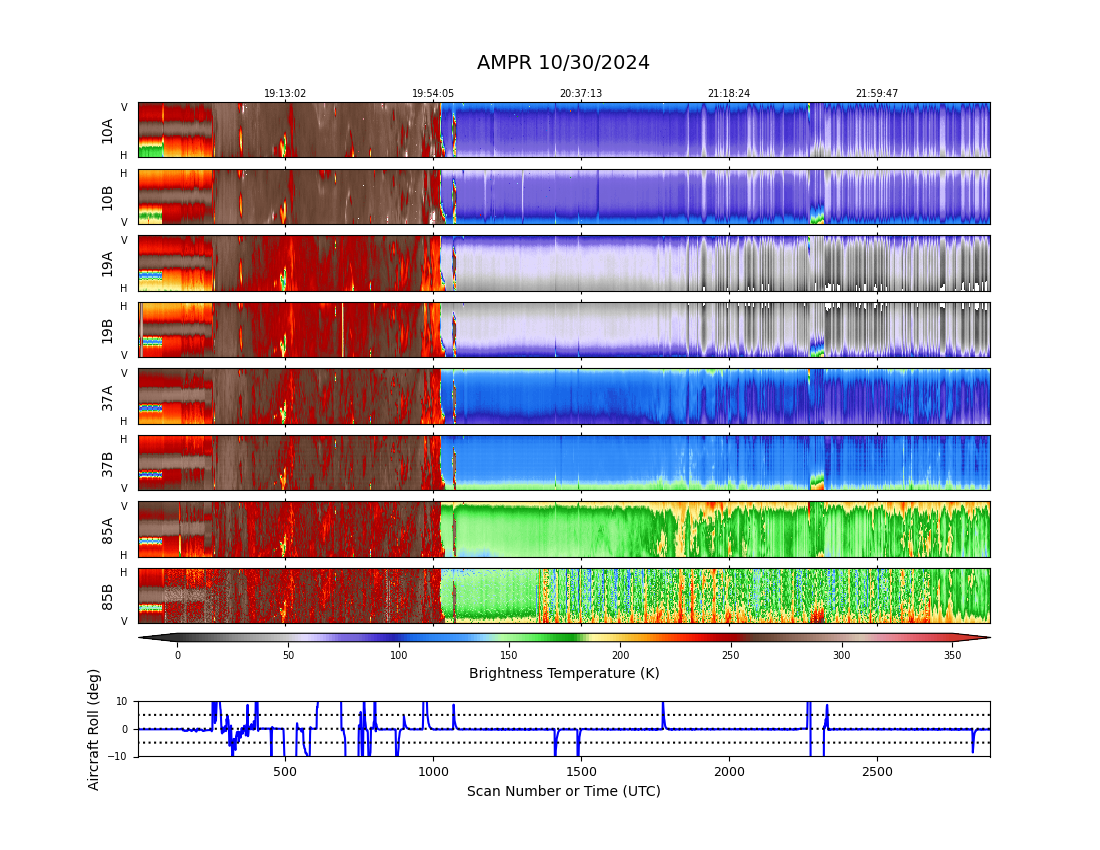 AMPR 10/30/2024
19:13:02 19:54:05 20:37:13 21:18:24 21:59:47
V
10A
H
H
10B
V
V
19A
H
H
19B
V
V
37A
H
H
37B
V
V
85A
H
H
85B
V
0 50 100 150 200 250 300 350
Brightness Temperature (K)
Aircraft Roll (deg)
10
0
−10
500 1000 1500 2000 2500
Scan Number or Time (UTC)